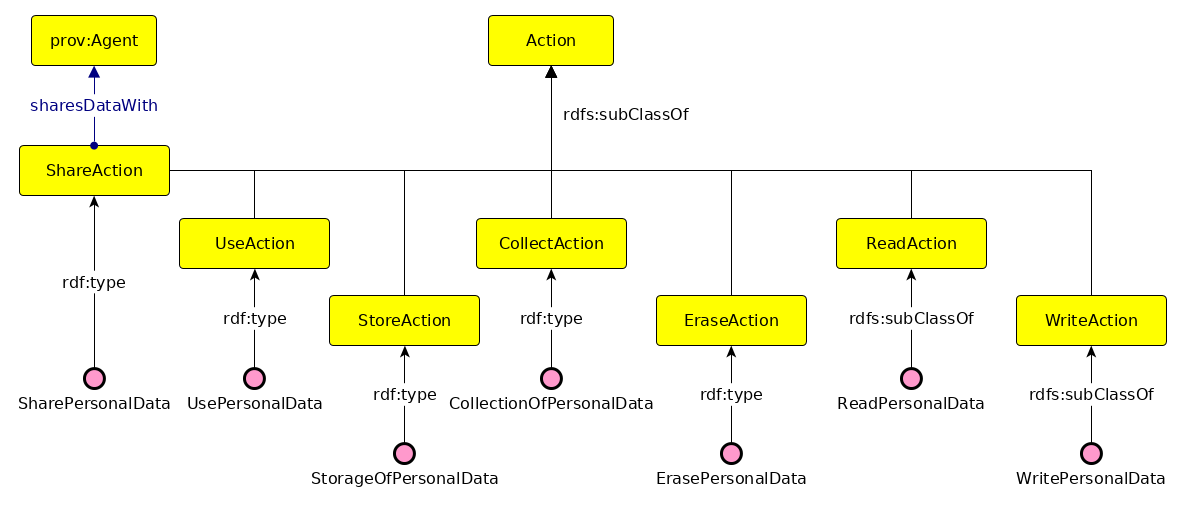 prov:Agent
Action
sharesDataWith
rdfs:subClassOf
ShareAction
UseAction
CollectAction
ReadAction
rdf:type
StoreAction
EraseAction
WriteAction
rdf:type
rdf:type
rdfs:subClassOf
rdf:type
rdf:type
rdfs:subClassOf
SharePersonalData
UsePersonalData
CollectionOfPersonalData
ReadPersonalData
StorageOfPersonalData
ErasePersonalData
WritePersonalData